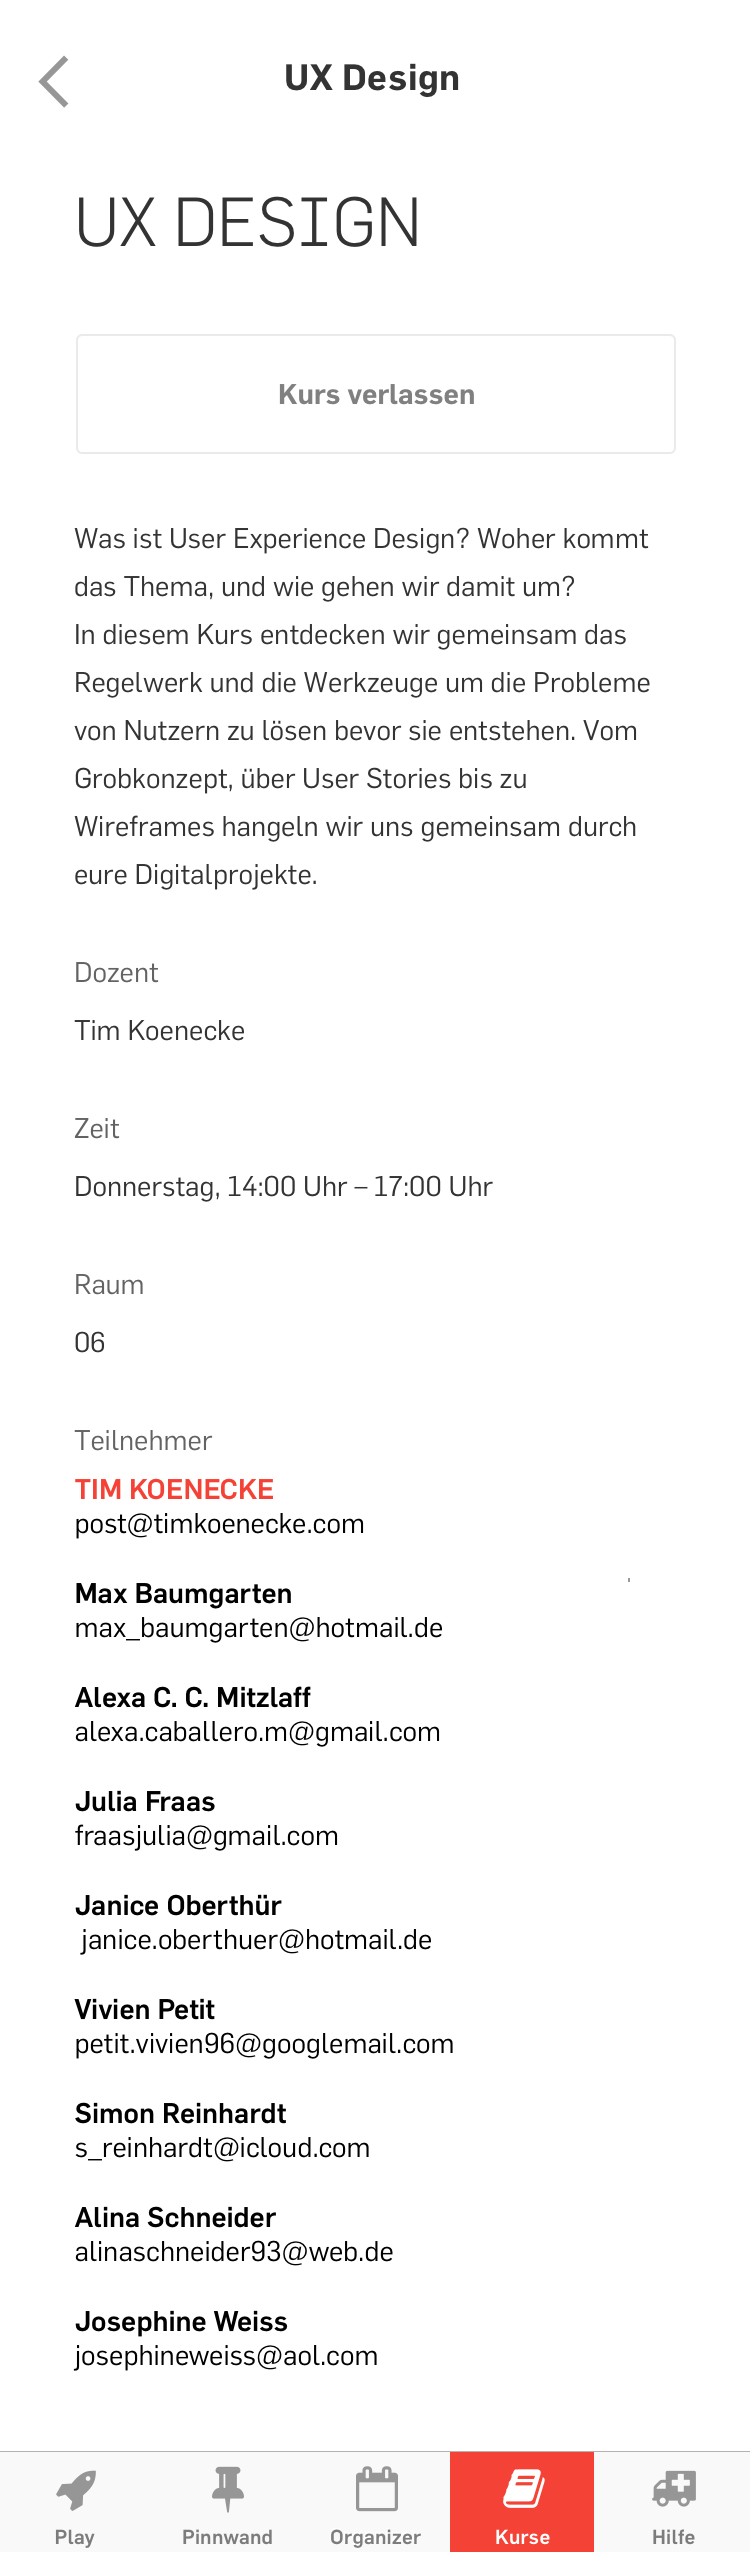 UX Design
UX DESIGN
Kurs verlassen
Was ist User Experience Design? Woher kommt
das Thema, und wie gehen wir damit um?
In diesem Kurs entdecken wir gemeinsam das
Regelwerk und die Werkzeuge um die Probleme
von Nutzern zu lösen bevor sie entstehen. Vom
Grobkonzept, über User Stories bis zu
Wireframes hangeln wir uns gemeinsam durch
eure Digitalprojekte.
Dozent
Tim Koenecke
Zeit
Donnerstag, 14:00 Uhr – 17:00 Uhr
Raum
06
Teilnehmer
TIM KOENECKE
post@timkoenecke.com
Max Baumgarten
max_baumgarten@hotmail.de
Alexa C. C. Mitzlaff
alexa.caballero.m@gmail.com
Julia Fraas
fraasjulia@gmail.com
Janice Oberthür
janice.oberthuer@hotmail.de
Vivien Petit
petit.vivien96@googlemail.com
Simon Reinhardt
s_reinhardt@icloud.com
Alina Schneider
alinaschneider93@web.de
Josephine Weiss
josephineweiss@aol.com
Play Pinnwand Organizer Kurse Hilfe